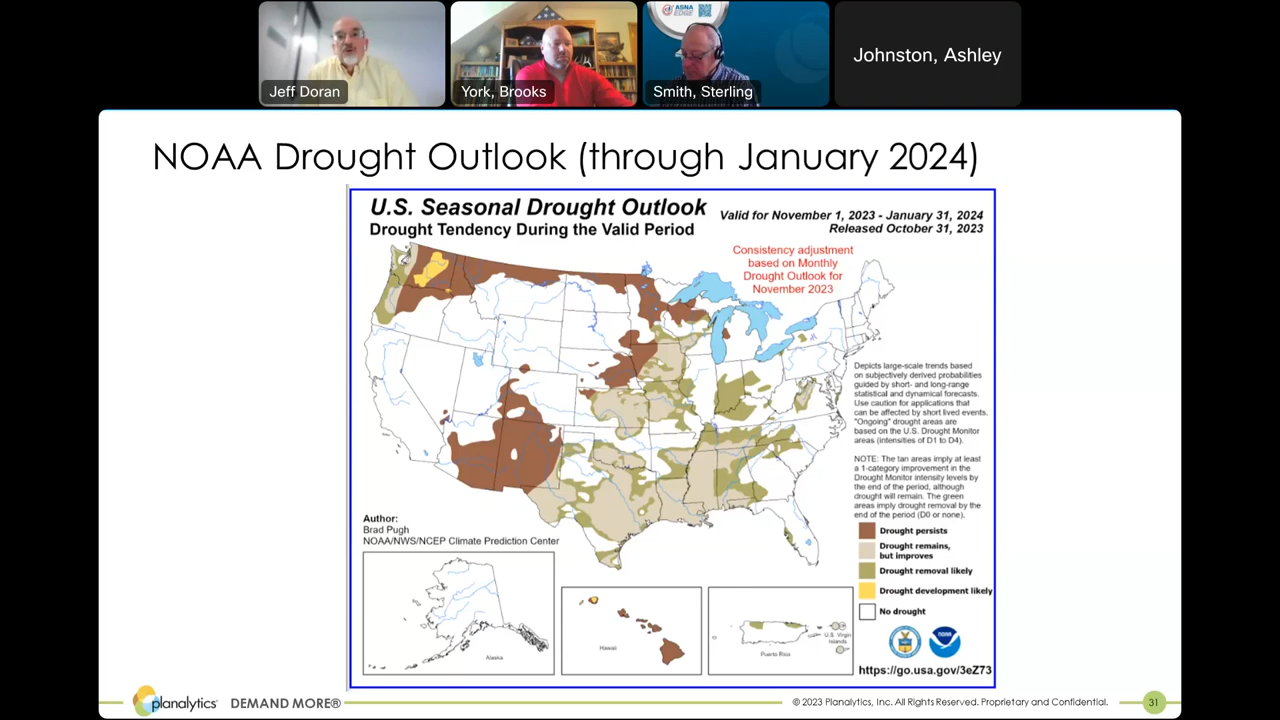 ASNA
EDGE
Jeff Doran
York, Brooks
Smith, Sterling
Johnston, Ashley
NOAA Drought Outlook (through January 2024)
U.S. Seasonal Drought Outlook
Drought Tendency During the Valid Period
Valid for November 1, 2023 - January 31, 2024
Released October 31, 2023
Consistency adjustment
based on Monthly
Drought Outlook for
November 2023
Depicts large-scale trends based
on subjectively derived probabilities
guided by short- and long-range
statistical and dynamical forecasts.
Use caution for applications that
can be affected by short lived events.
"Ongoing" drought areas are
based on the U.S. Drought Monitor
areas (intensities of D1 to D4).
NOTE: The tan areas imply at least
a 1-category improvement in the
Drought Monitor intensity levels by
the end of the period, although
drought will remain. The green
areas imply drought removal by the
end of the period (D0 or none).
Author:
Brad Pugh
NOAA/NWS/NCEP Climate Prediction Center
Drought persists
Drought remains,
but improves
Drought removal likely
Drought development likely
No drought
Alaska
Hawaii
Puerto Rico
U.S. Virgin
Islands
NOAA
https://go.usa.gov/3eZ73
planalytics
DEMAND MORE®
© 2023 Planalytics, Inc. All Rights Reserved. Proprietary and Confidential.
31